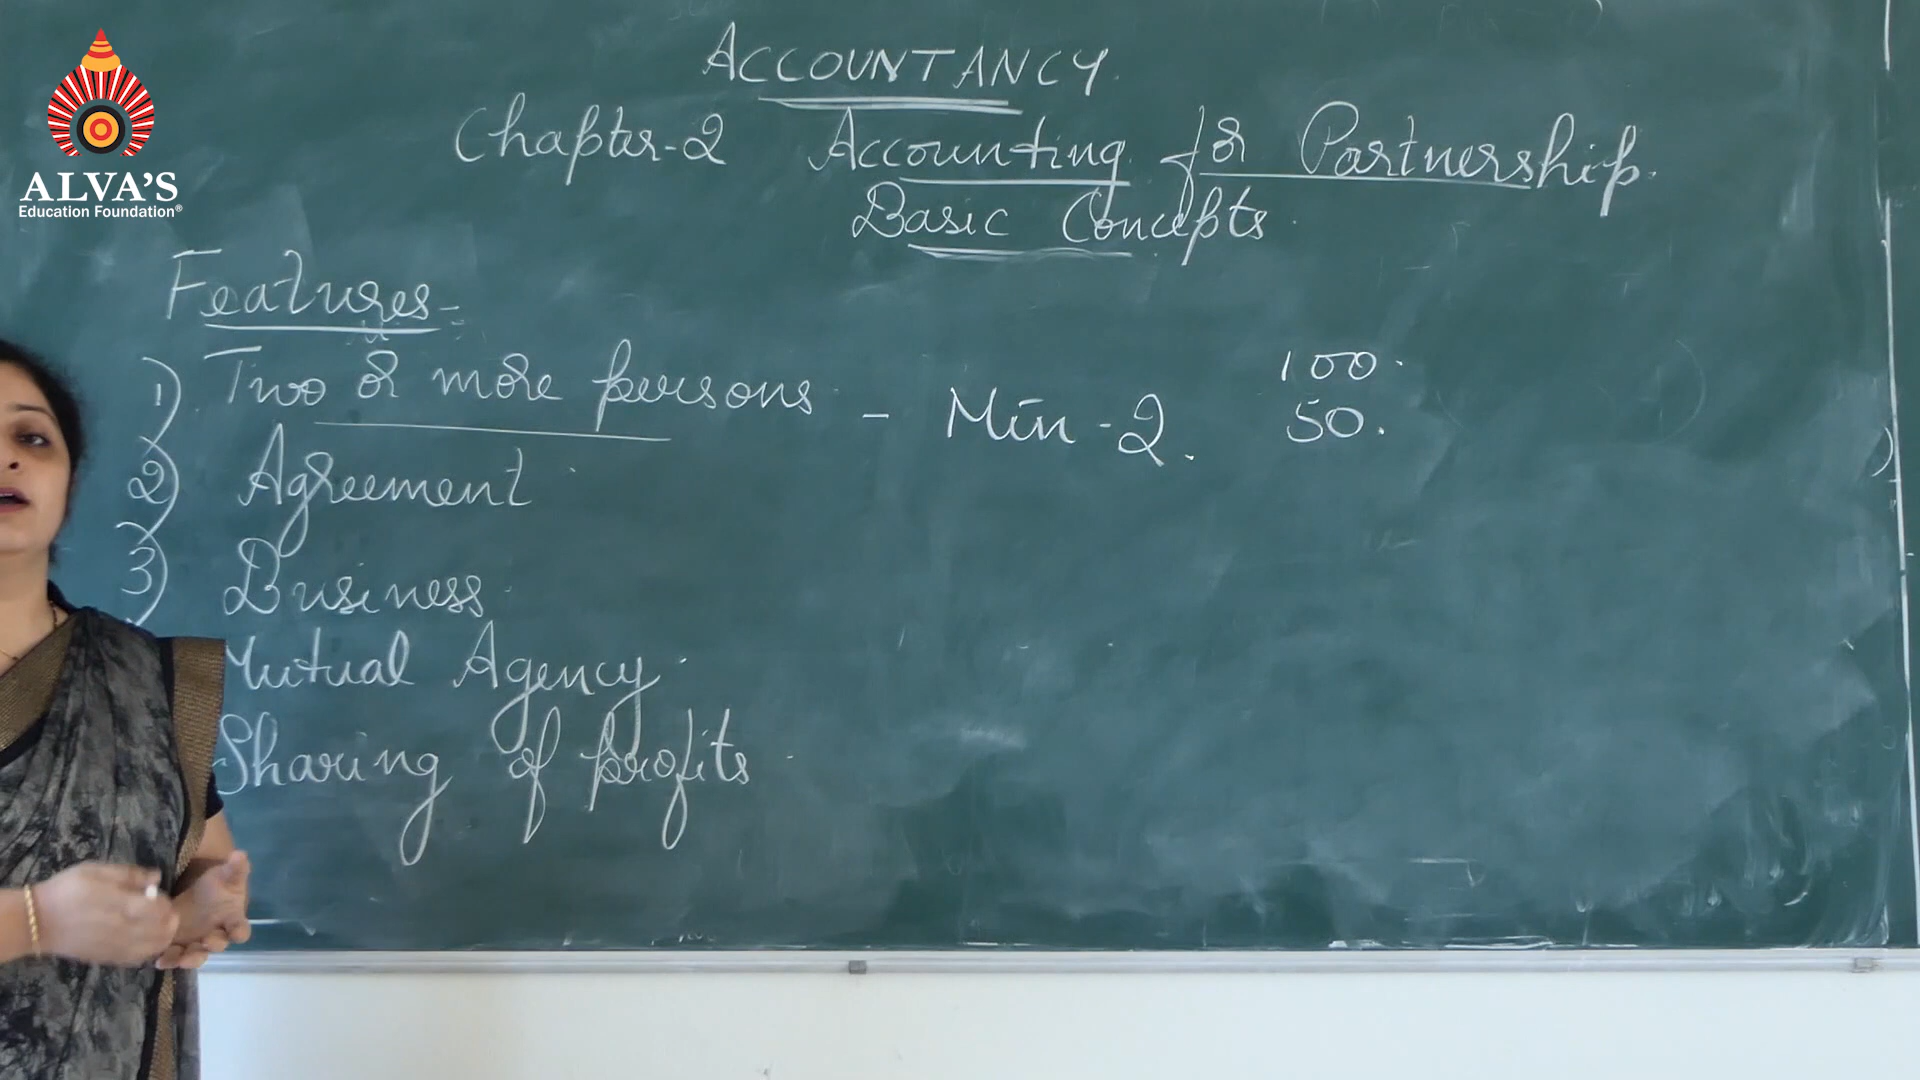 ALVA'S
Education Foundation®
ACCOUNTANCY.
Chapter-2 Accounting for Partnership.
Basic Concepts.
Features-
1) Two or more persons - Min-2. 100.
50.
2) Agreement
3) Business
Mutual Agency
Sharing of profits